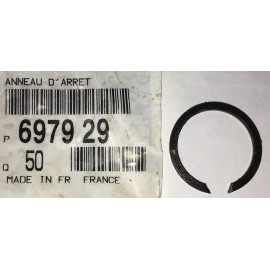 ANNEAU D'ARRET
P 6979 29
Q 50
MADE IN FR FRANCE .